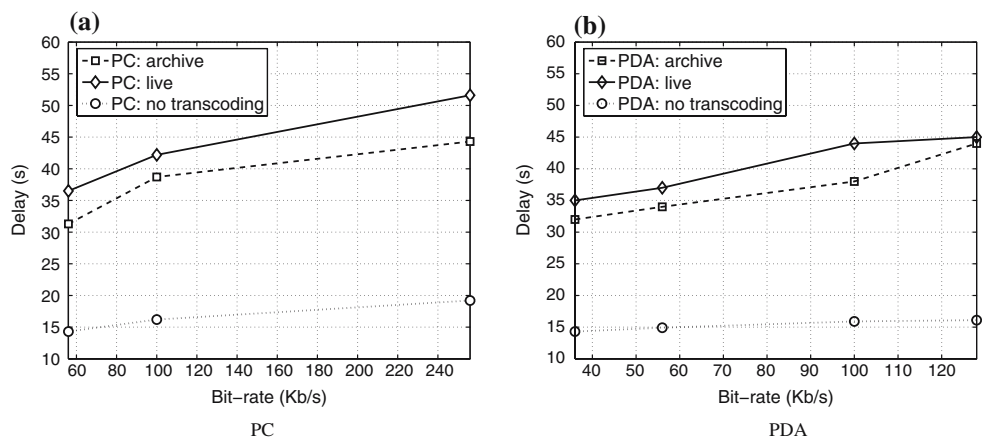 (a)
60
55
50
45
40
35
30
25
20
15
10
Delay (s)
PC: archive
PC: live
PC: no transcoding
60 80 100 120 140 160 180 200 220 240
Bit-rate (Kb/s)
PC
(b)
60
55
50
45
40
35
30
25
20
15
10
Delay (s)
PDA: archive
PDA: live
PDA: no transcoding
40 50 60 70 80 90 100 110 120
Bit-rate (Kb/s)
PDA